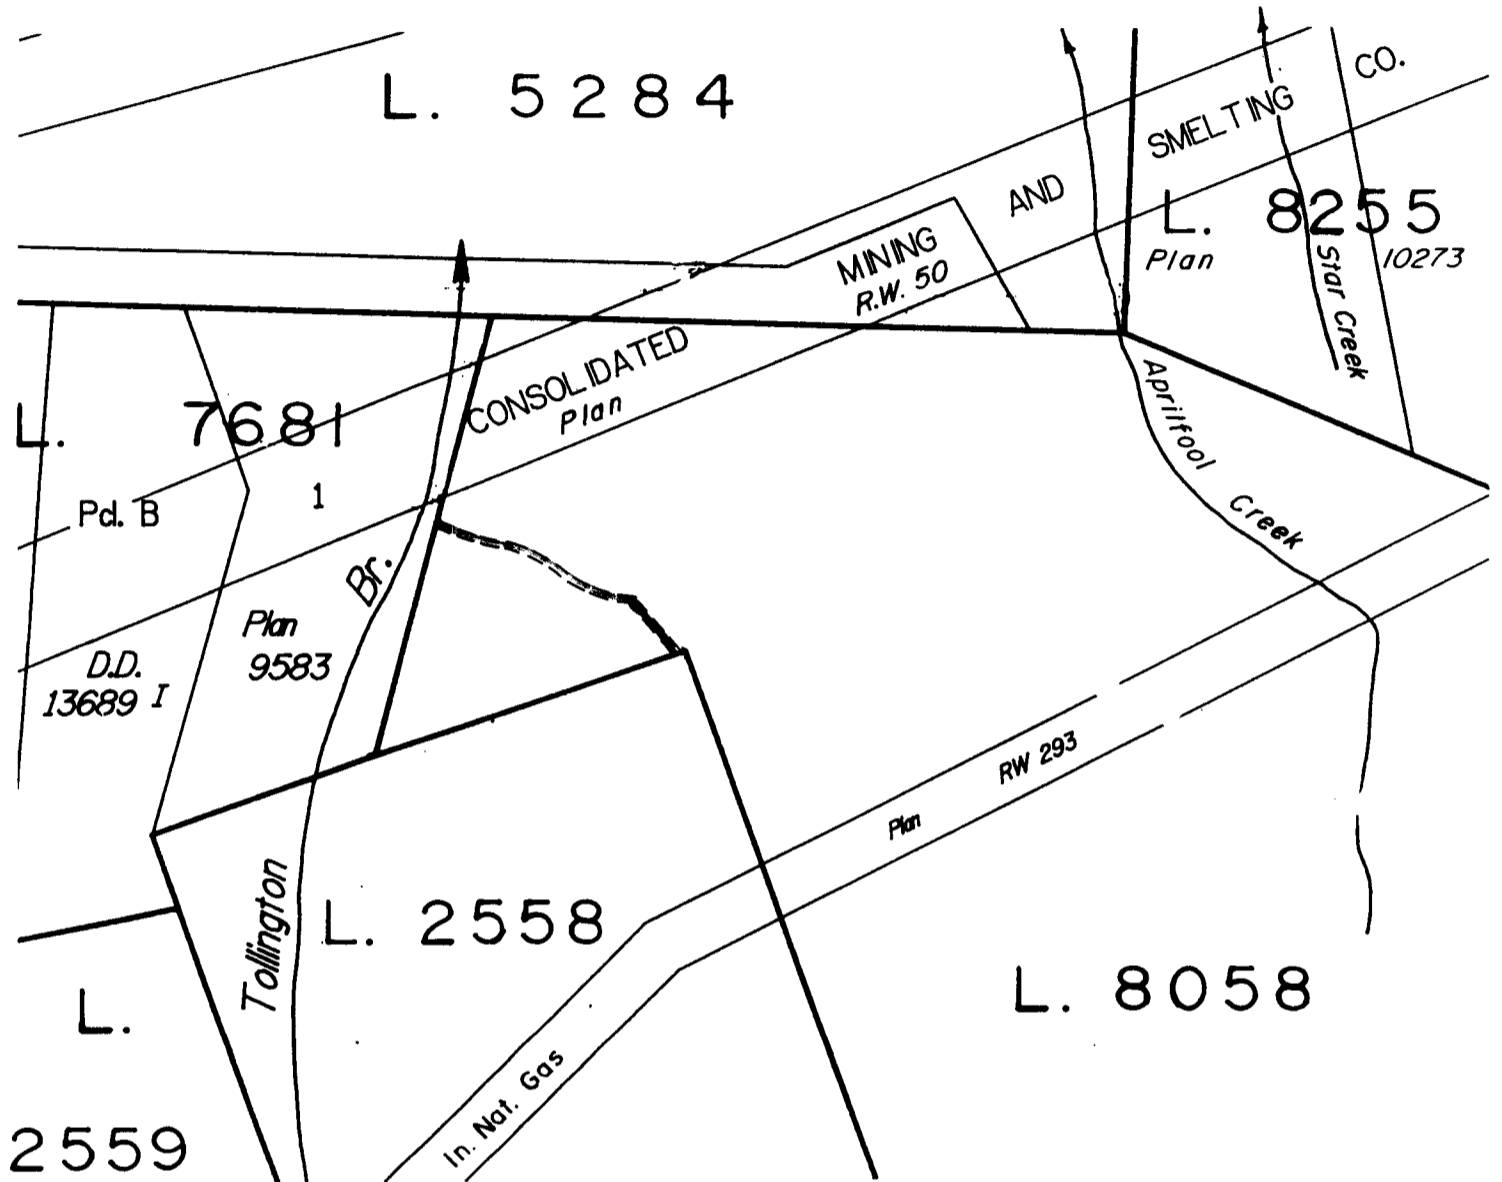 L. 5284
CO.
SMELTING
AND
MINING
R.W. 50
L. 8255
Plan 10273
Star Creek
CONSOLIDATED
Plan
L. 7681
Pd. B
1
Aprilfool Creek
Br.
Plan
9583
D.D.
13689 I
RW 293
Plan
Tollington
L. 2558
L. 8058
L.
2559
In. Nat. Gas